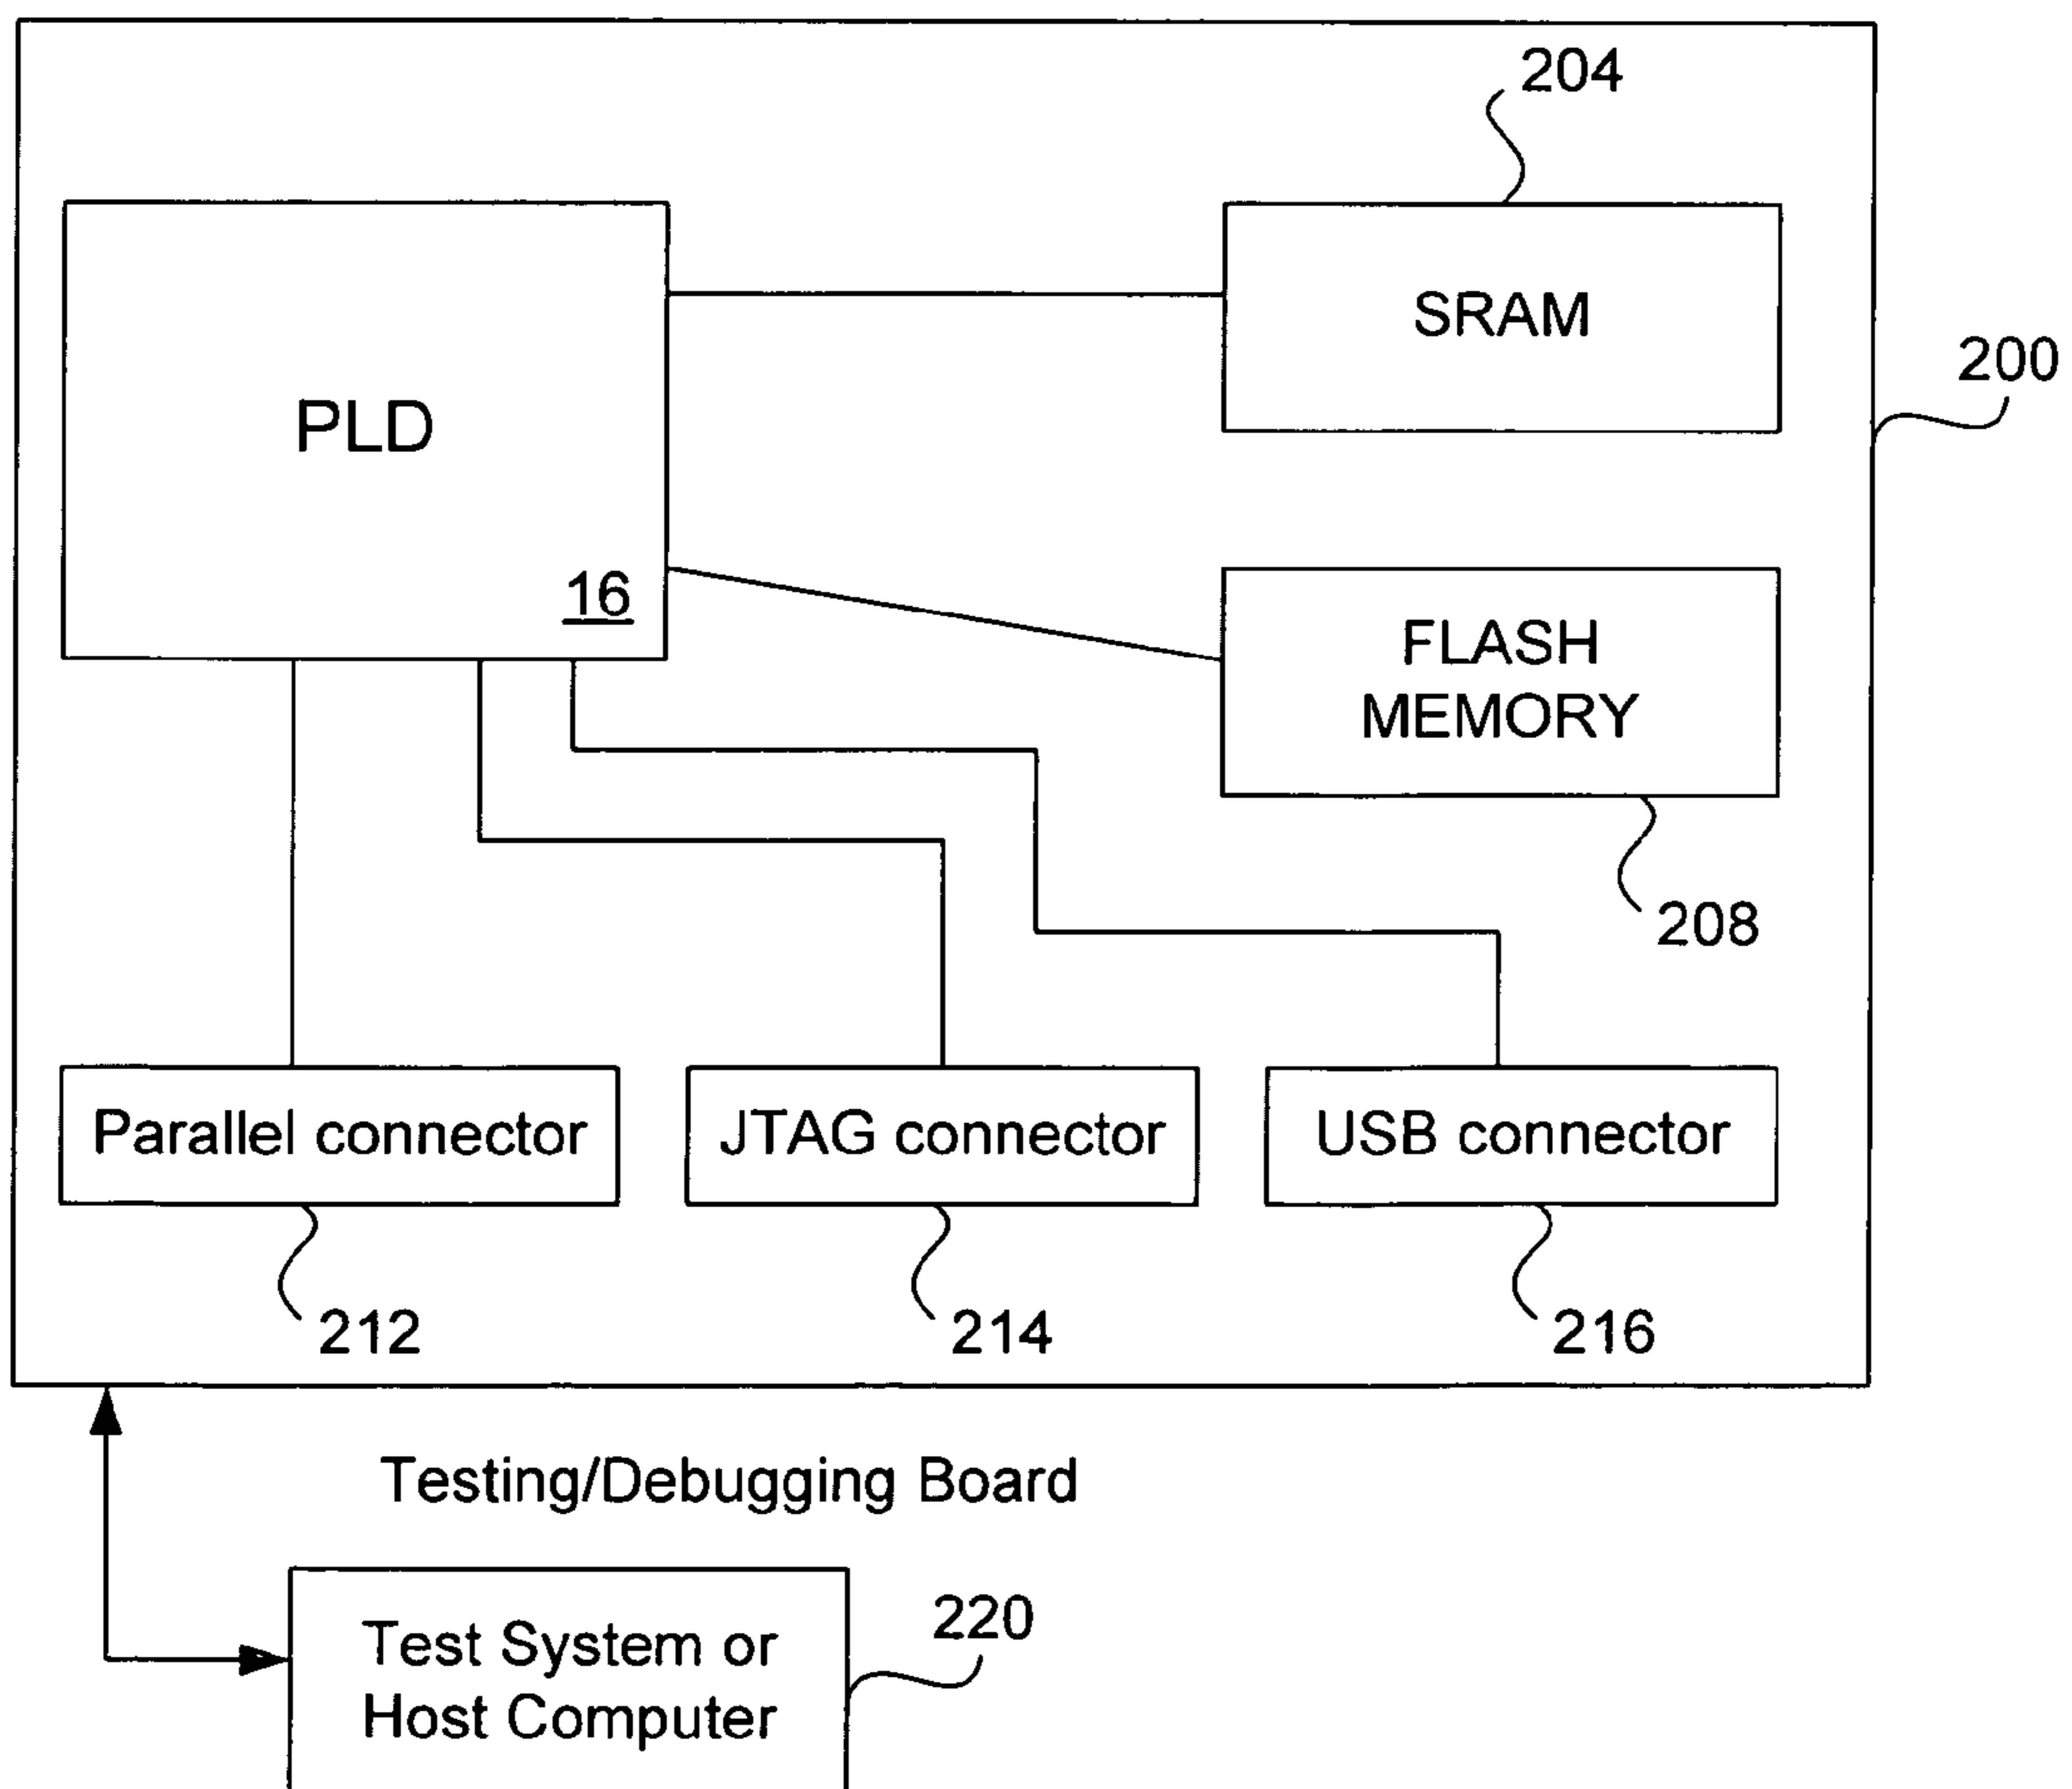 204
SRAM
200
PLD
16
FLASH
MEMORY
208
Parallel connector
JTAG connector
USB connector
212
214
216
Testing/Debugging Board
220
Test System or
Host Computer